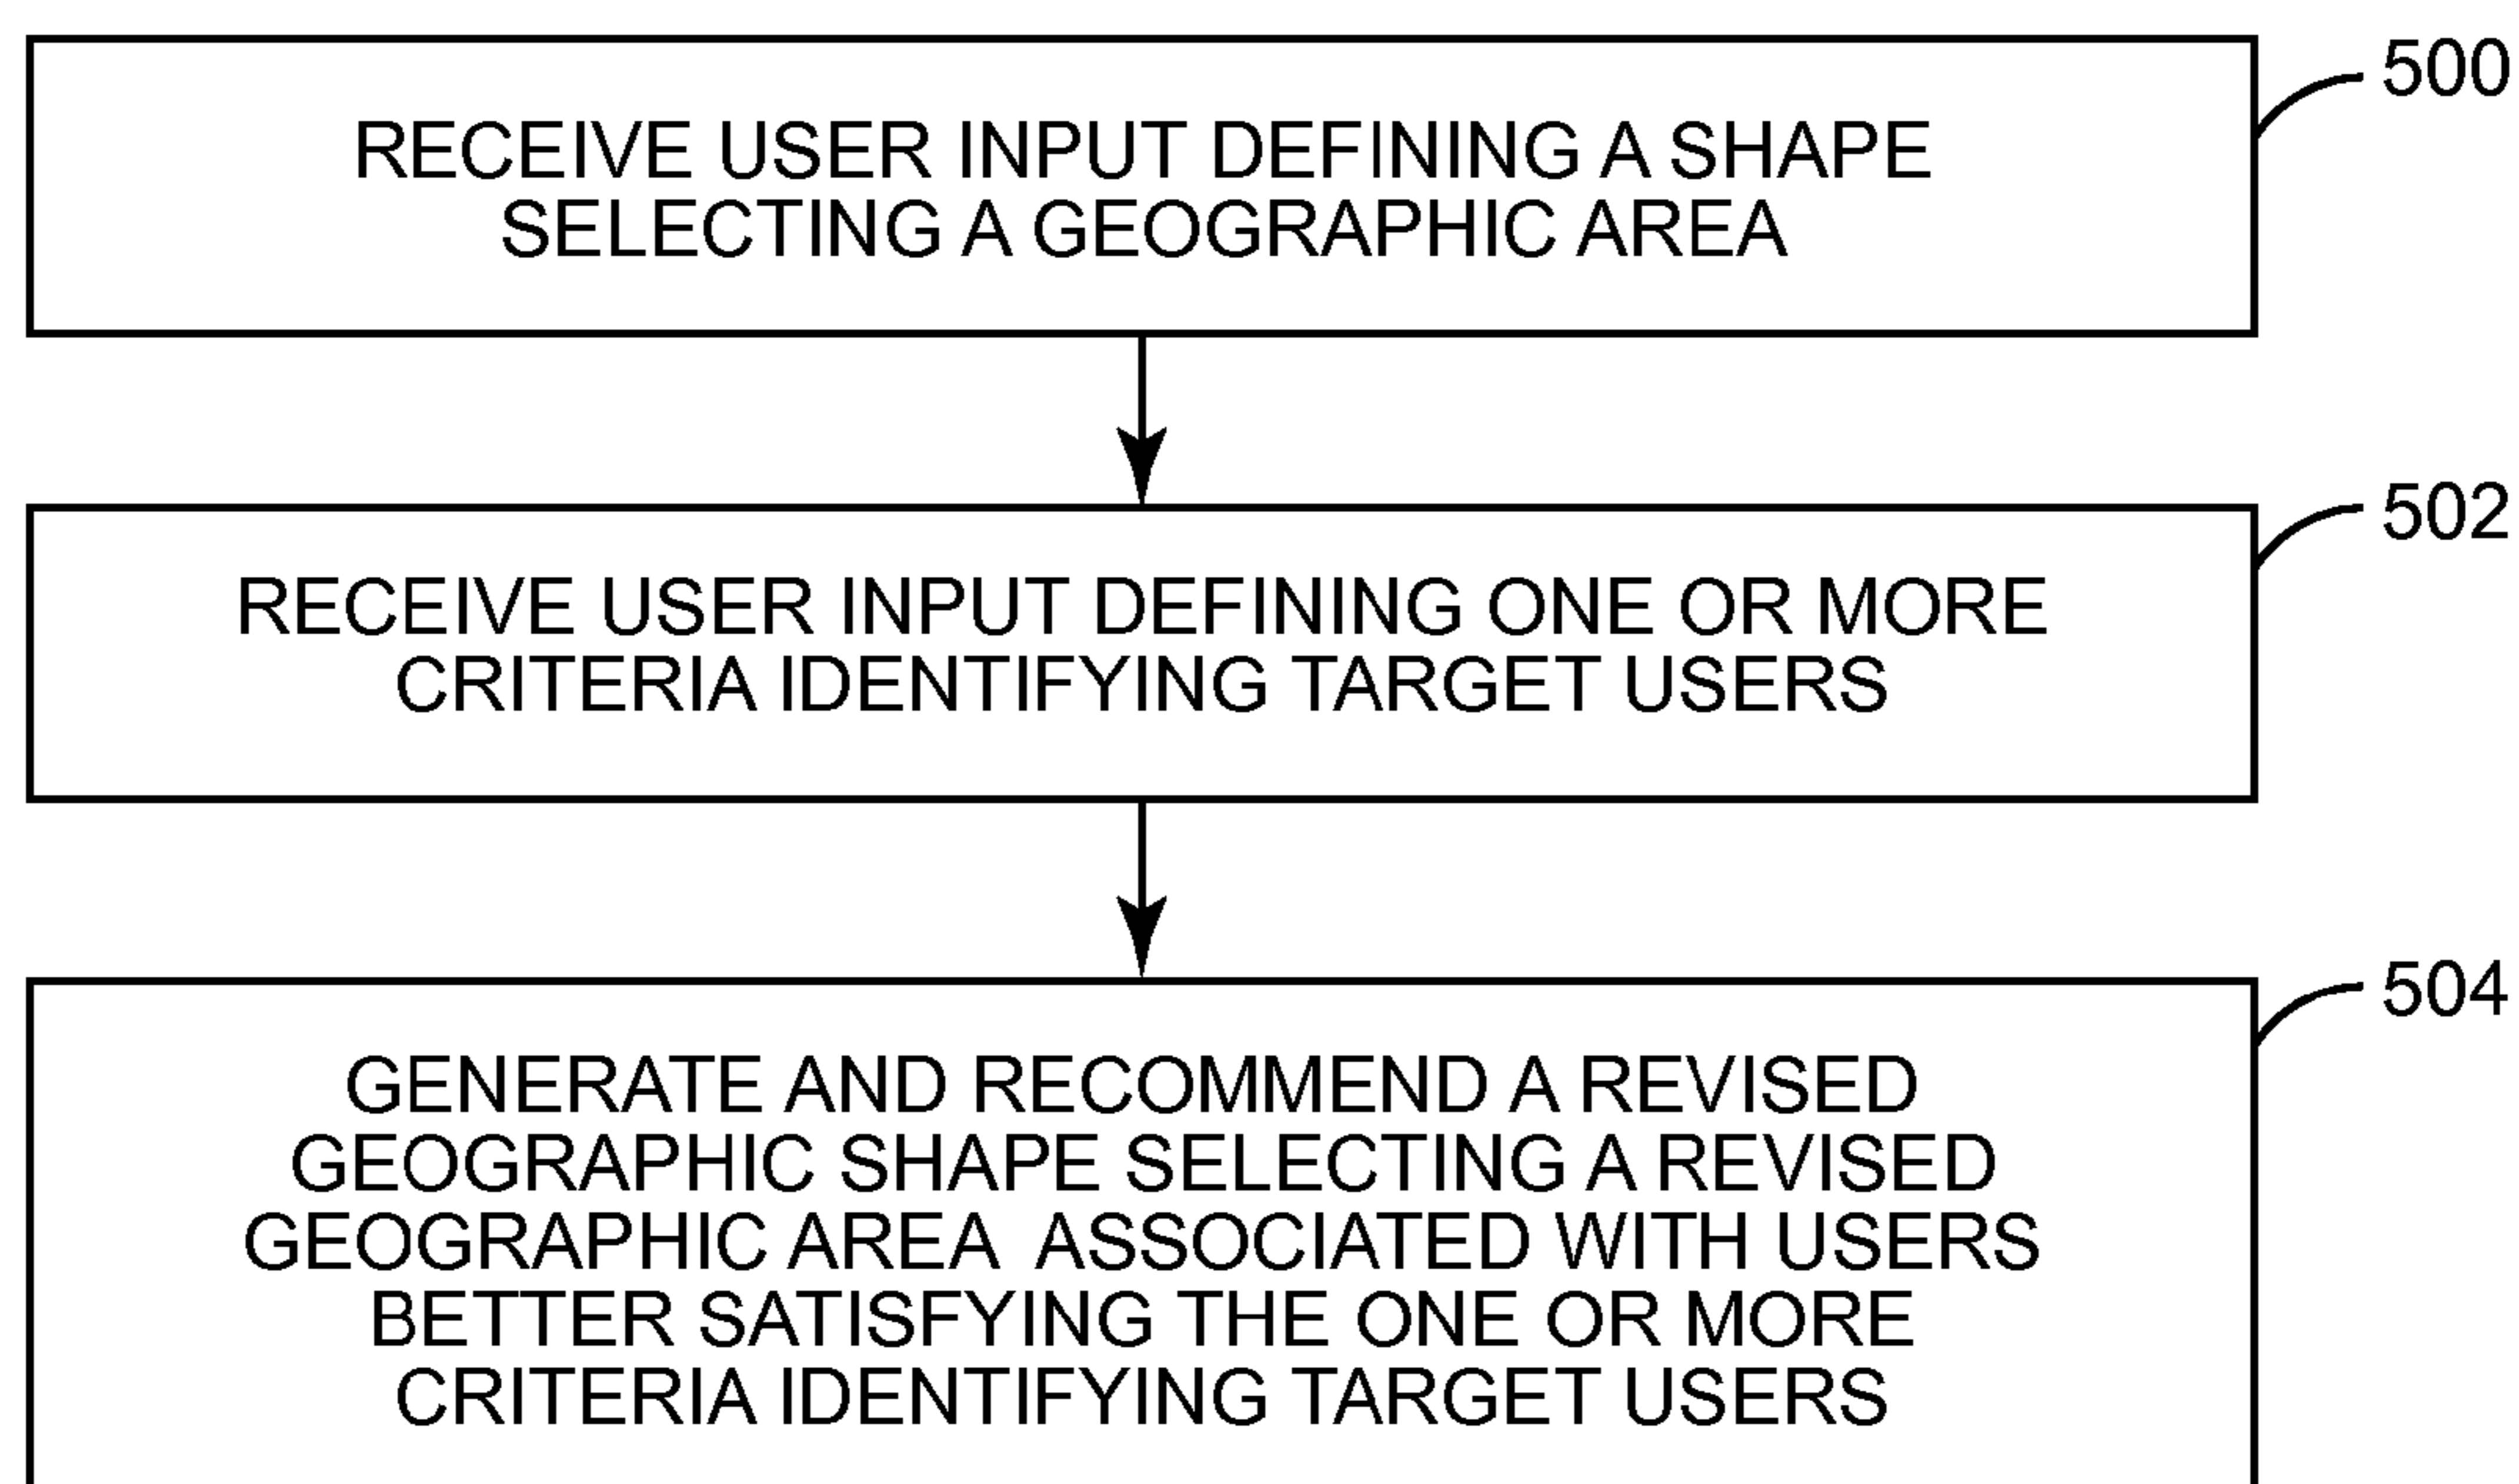 500
RECEIVE USER INPUT DEFINING A SHAPE
SELECTING A GEOGRAPHIC AREA
502
RECEIVE USER INPUT DEFINING ONE OR MORE
CRITERIA IDENTIFYING TARGET USERS
504
GENERATE AND RECOMMEND A REVISED
GEOGRAPHIC SHAPE SELECTING A REVISED
GEOGRAPHIC AREA ASSOCIATED WITH USERS
BETTER SATISFYING THE ONE OR MORE
CRITERIA IDENTIFYING TARGET USERS